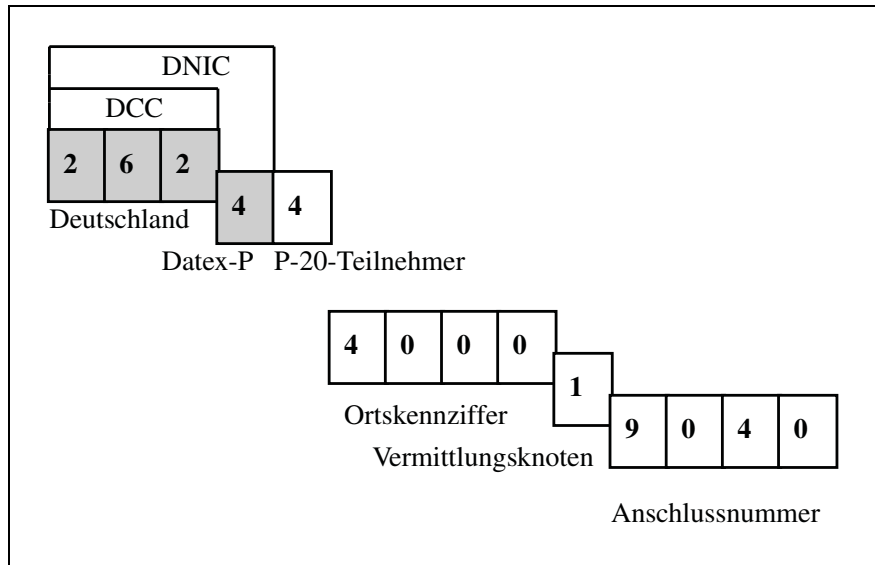 DNIC
DCC
2 6 2
4 4
Deutschland
Datex-P P-20-Teilnehmer
4 0 0 0
1
Ortskennziffer
9 0 4 0
Vermittlungsknoten
Anschlussnummer